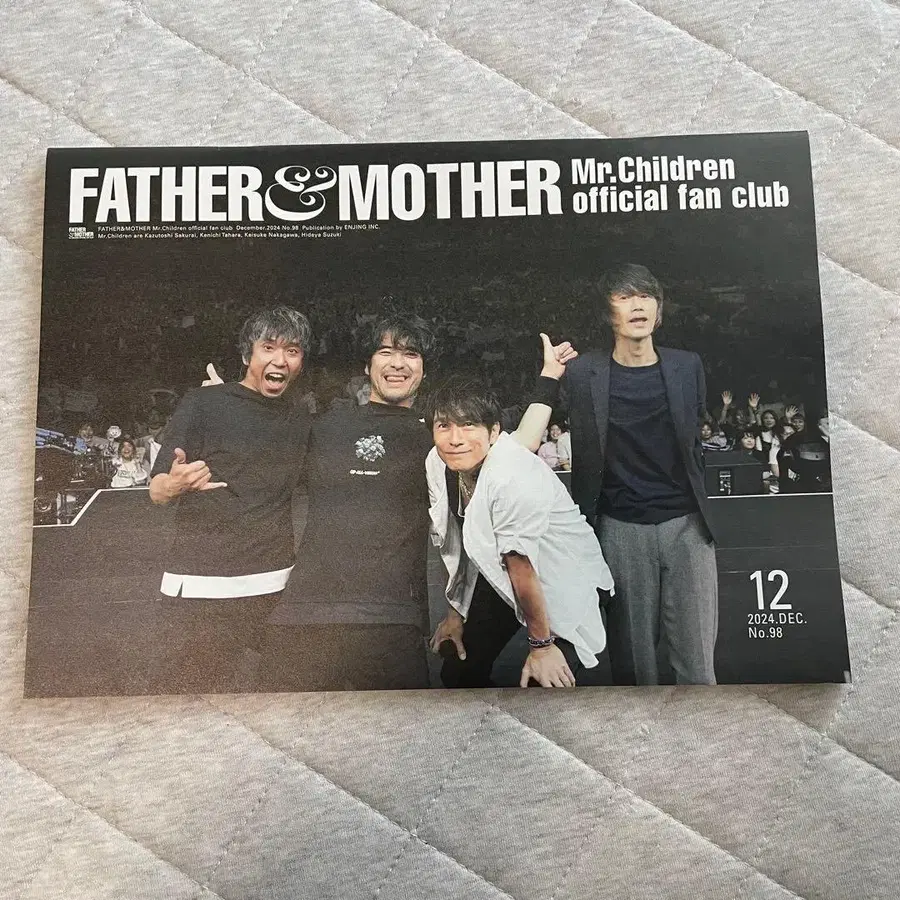 FATHER&MOTHER
Mr.Children
official fan club
FATHER
&MOTHER
FATHER&MOTHER Mr.Children official fan club December.2024 No.98 Publication by ENJING INC.
Mr.Children are Kazutoshi Sakurai, Kenichi Tahara, Keisuke Nakagawa, Hideya Suzuki
12
2024.DEC.
No.98